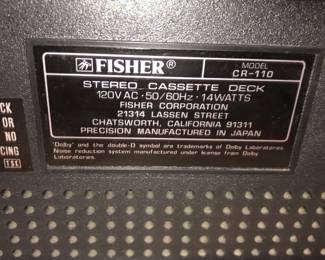 FISHER®
MODEL
CR-110
STEREO CASSETTE DECK
120VAC·50/60Hz·14WATTS
FISHER CORPORATION
21314 LASSEN STREET
CHATSWORTH, CALIFORNIA 91311
PRECISION MANUFACTURED IN JAPAN
'Dolby' and the double-D symbol are trademarks of Dolby Laboratories.
Noise reduction system manufactured under license from Dolby
Laboratories.
CK
OR
NO
CING